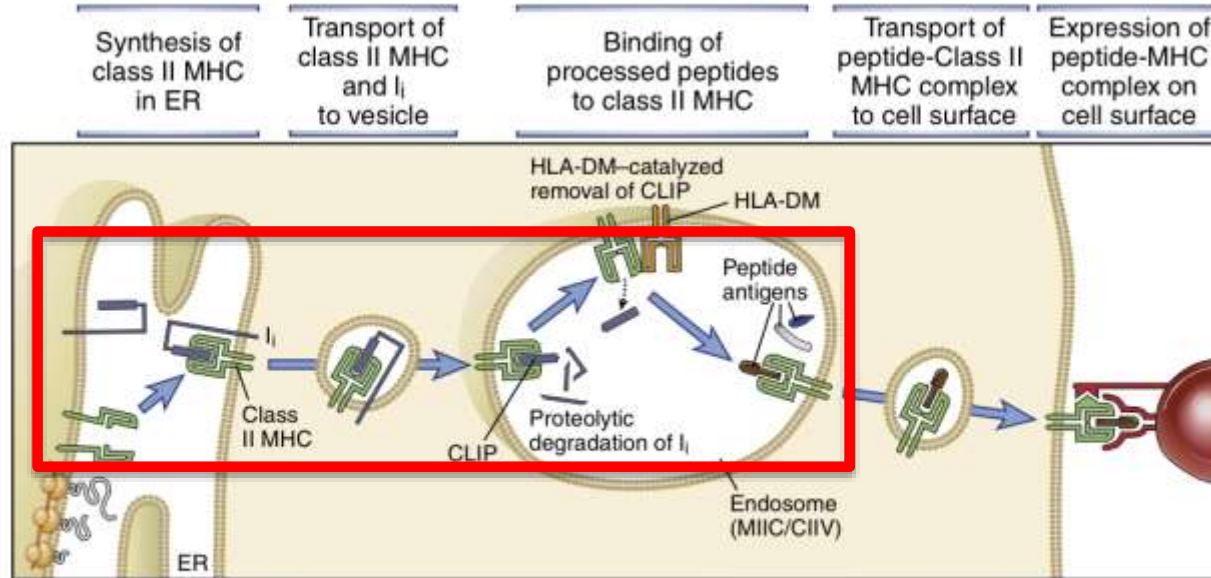 Synthesis of
class II MHC
in ER
Transport of
class II MHC
and Iᵢ
to vesicle
Binding of
processed peptides
to class II MHC
Transport of
peptide-Class II
MHC complex
to cell surface
Expression of
peptide-MHC
complex on
cell surface
HLA-DM–catalyzed
removal of CLIP
HLA-DM
Peptide
antigens
Iᵢ
Class
II MHC
CLIP
Proteolytic
degradation of Iᵢ
Endosome
(MIIC/CIIV)
ER